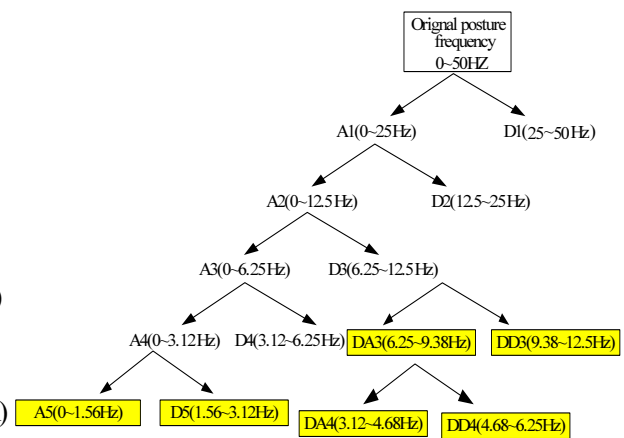 Orignal posture
frequency
0~50HZ
A1(0~25Hz) D1(25~50Hz)
A2(0~12.5Hz) D2(12.5~25Hz)
A3(0~6.25Hz) D3(6.25~12.5Hz)
)
A4(0~3.12Hz) D4(3.12~6.25Hz) DA3(6.25~9.38Hz) DD3(9.38~12.5Hz)
) A5(0~1.56Hz) D5(1.56~3.12Hz) DA4(3.12~4.68Hz) DD4(4.68~6.25Hz)